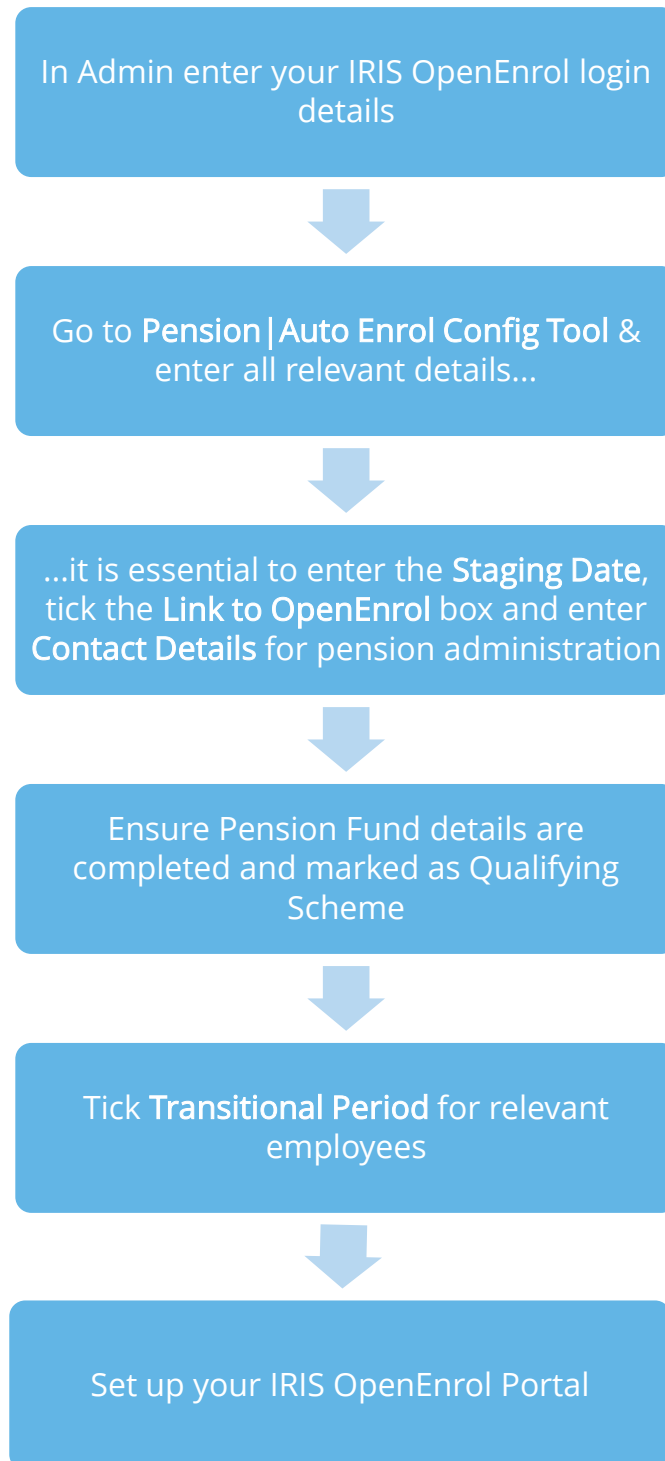 In Admin enter your IRIS OpenEnrol login
details
Go to Pension|Auto Enrol Config Tool &
enter all relevant details...
...it is essential to enter the Staging Date,
tick the Link to OpenEnrol box and enter
Contact Details for pension administration
Ensure Pension Fund details are
completed and marked as Qualifying
Scheme
Tick Transitional Period for relevant
employees
Set up your IRIS OpenEnrol Portal